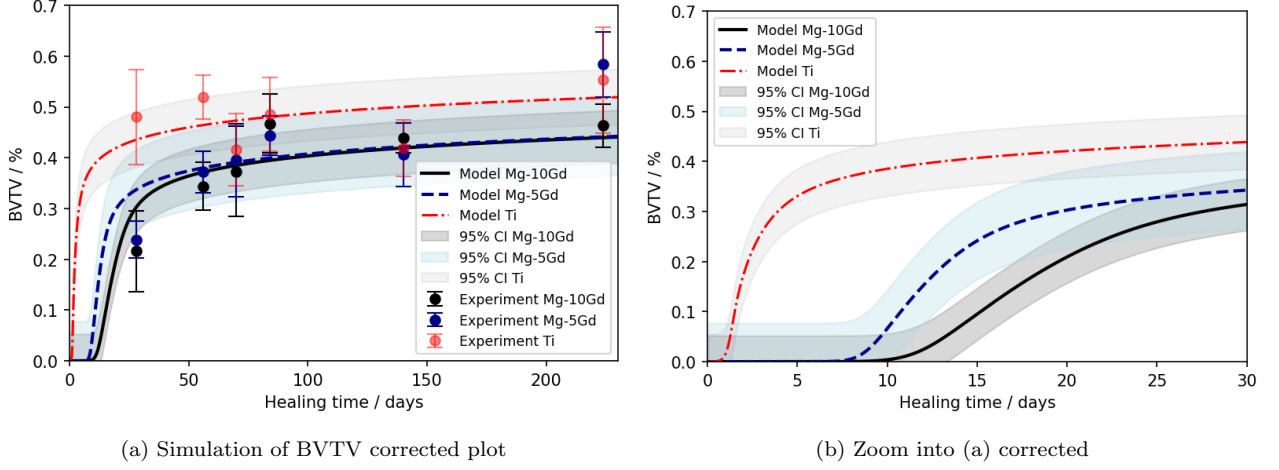 0.7
0.6
0.5
0.4
0.3
0.2
0.1
0.0
BVTV / %
0
50
100
150
200
Healing time / days
Model Mg-10Gd
Model Mg-5Gd
Model Ti
95% CI Mg-10Gd
95% CI Mg-5Gd
95% CI Ti
Experiment Mg-10Gd
Experiment Mg-5Gd
Experiment Ti
(a) Simulation of BVTV corrected plot
0.7
0.6
0.5
0.4
0.3
0.2
0.1
0.0
BVTV / %
Model Mg-10Gd
Model Mg-5Gd
Model Ti
95% CI Mg-10Gd
95% CI Mg-5Gd
95% CI Ti
0
5
10
15
20
25
30
Healing time / days
(b) Zoom into (a) corrected